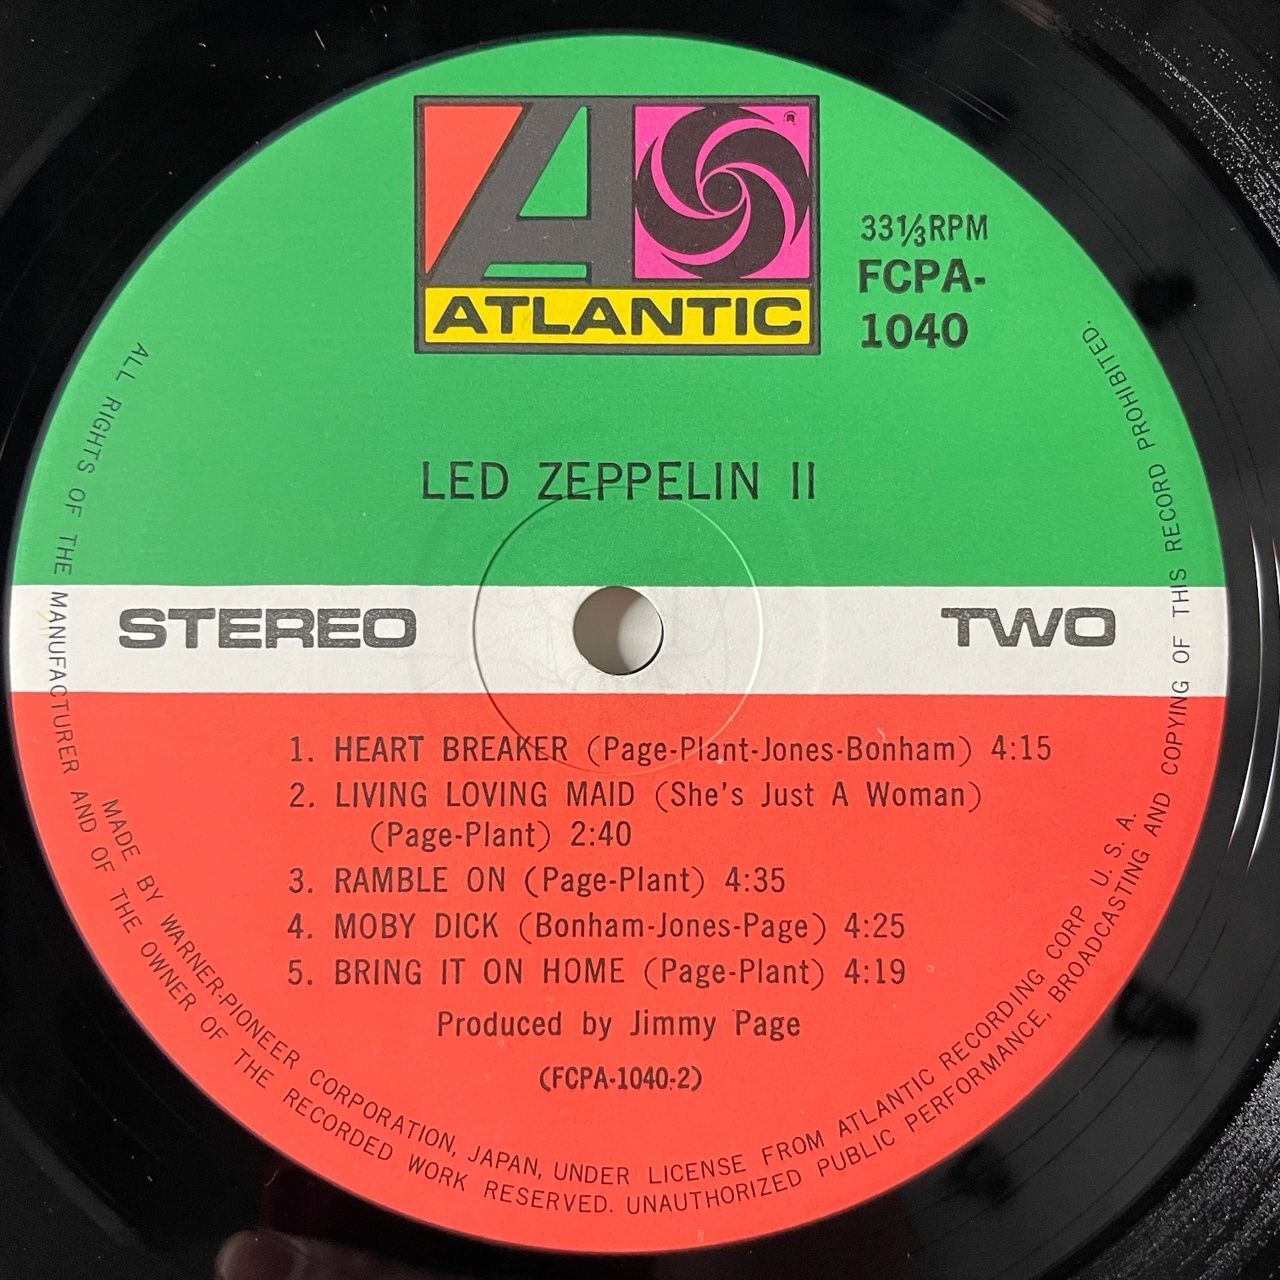 ATLANTIC
33⅓RPM
FCPA-
1040
LED ZEPPELIN II
STEREO
TWO
1. HEART BREAKER (Page-Plant-Jones-Bonham) 4:15
2. LIVING LOVING MAID (She's Just A Woman)
(Page-Plant) 2:40
3. RAMBLE ON (Page-Plant) 4:35
4. MOBY DICK (Bonham-Jones-Page) 4:25
5. BRING IT ON HOME (Page-Plant) 4:19
Produced by Jimmy Page
(FCPA-1040-2)
MADE BY WARNER-PIONEER CORPORATION, JAPAN, UNDER LICENSE FROM ATLANTIC RECORDING CORP U. S. A.
ALL RIGHTS OF THE MANUFACTURER AND OF THE OWNER OF THE RECORDED WORK RESERVED. UNAUTHORIZED PUBLIC PERFORMANCE, BROADCASTING AND COPYING OF THIS RECORD PROHIBITED.